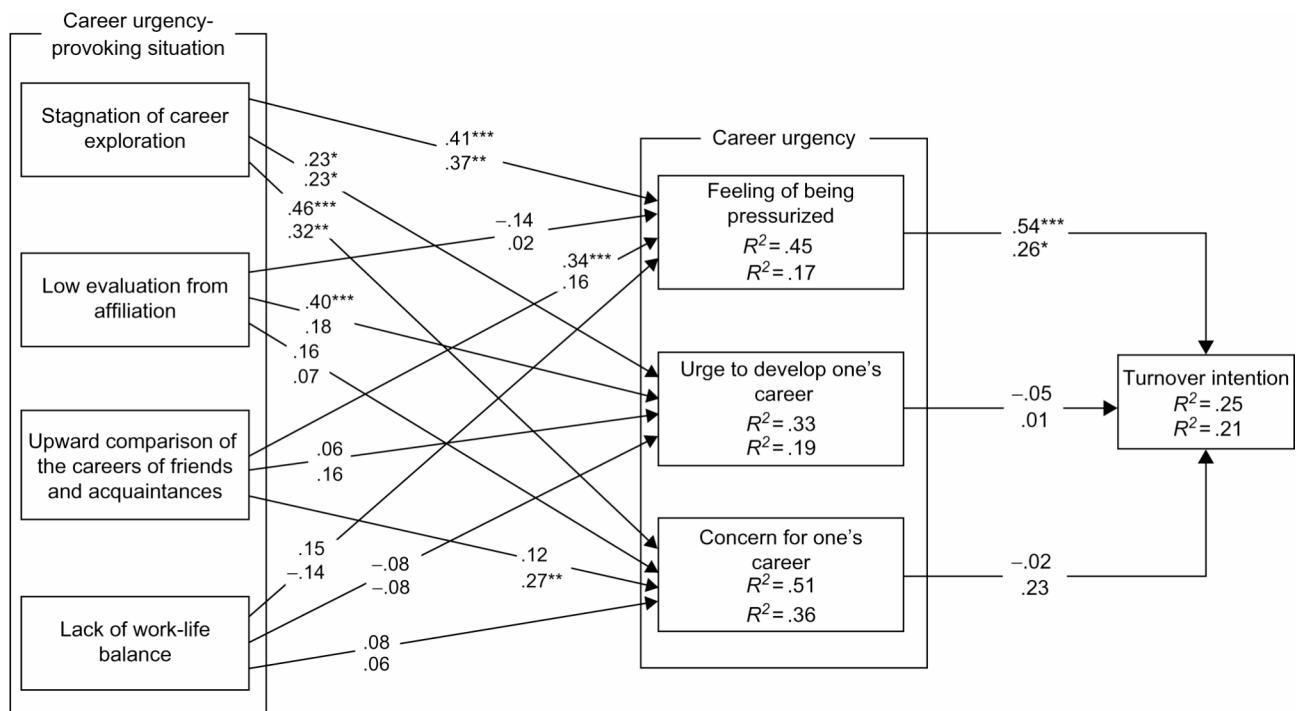 Career urgency-
provoking situation
Stagnation of career
exploration
Low evaluation from
affiliation
Upward comparison of
the careers of friends
and acquaintances
Lack of work-life
balance
.41***
.37**
.23*
.23*
.46***
.32**
–.14
.02
.34***
.16
.40***
.18
.16
.07
.06
.16
.15
–.14
–.08
–.08
.12
.27**
.08
.06
Career urgency
Feeling of being
pressurized
R² = .45
R² = .17
Urge to develop one’s
career
R² = .33
R² = .19
Concern for one’s
career
R² = .51
R² = .36
.54***
.26*
–.05
.01
–.02
.23
Turnover intention
R² = .25
R² = .21